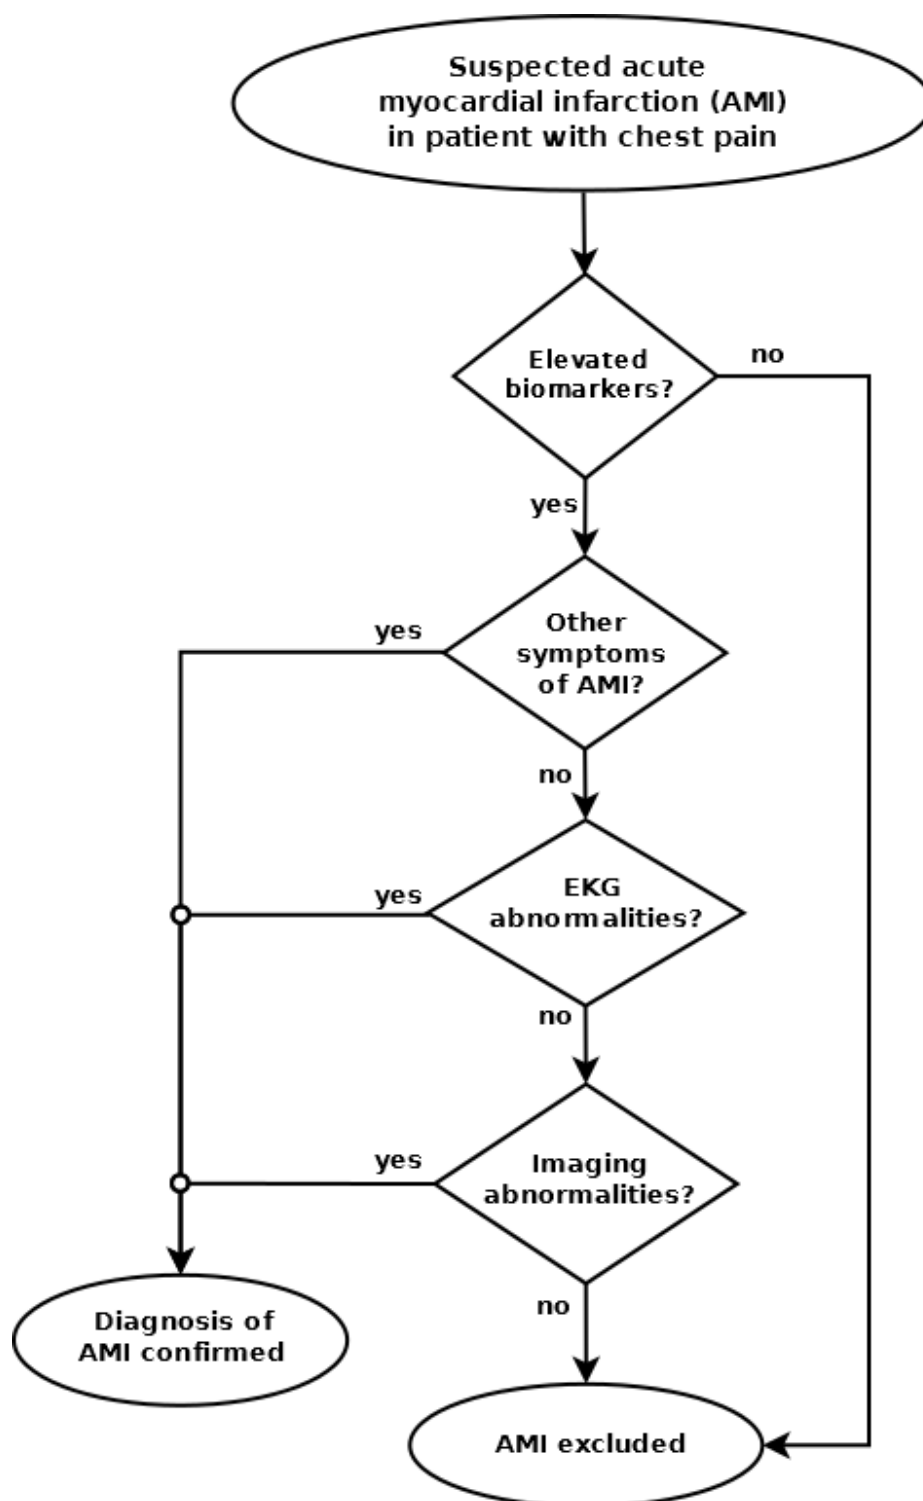 Suspected acute
myocardial infarction (AMI)
in patient with chest pain
Elevated
biomarkers?
no
yes
Other
symptoms
of AMI?
yes
no
EKG
abnormalities?
yes
no
Imaging
abnormalities?
yes
no
Diagnosis of
AMI confirmed
AMI excluded